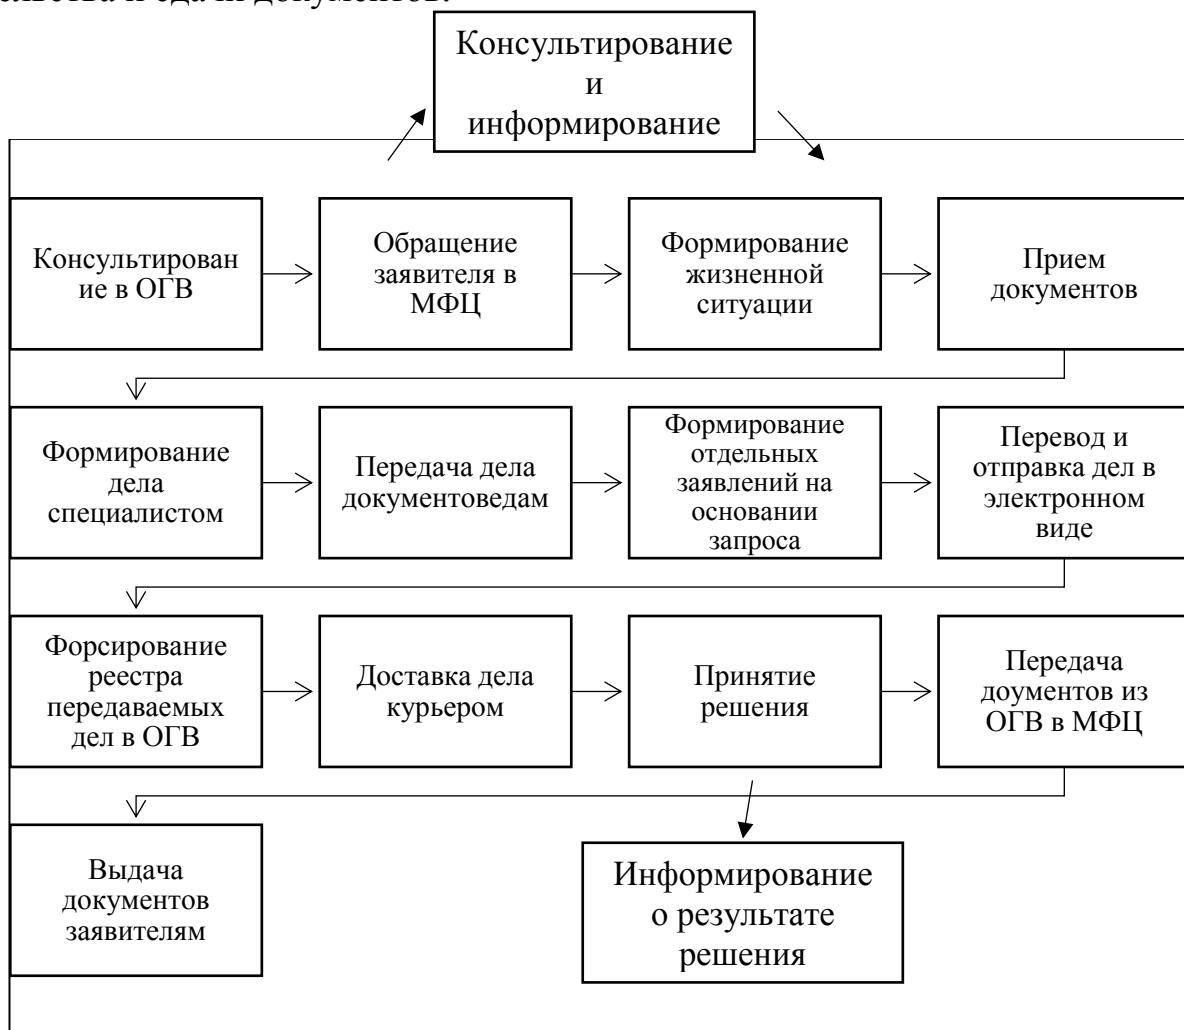 Консультирование
и
информирование
Консультирован
ие в ОГВ
Обращение
заявителя в
МФЦ
Формирование
жизненной
ситуации
Прием
документов
Формирование
дела
специалистом
Передача дела
документоведам
Формирование
отдельных
заявлений на
основании
запроса
Перевод и
отправка дел в
электронном
виде
Форсирование
реестра
передаваемых
дел в ОГВ
Доставка дела
курьером
Принятие
решения
Передача
доументов из
ОГВ в МФЦ
Выдача
документов
заявителям
Информирование
о результате
решения